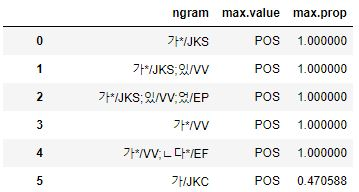 ngram max.value max.prop
0 가*/JKS POS 1.000000
1 가*/JKS;있/VV POS 1.000000
2 가*/JKS;있/VV;었/EP POS 1.000000
3 가*/VV POS 1.000000
4 가*/VV;ㄴ다*/EF POS 1.000000
5 가/JKC POS 0.470588